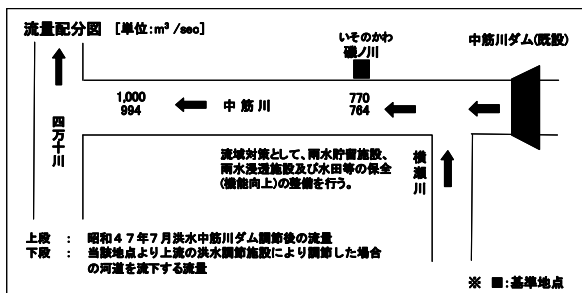 流量配分図 [単位:m³/sec]
いそのかわ
磯ノ川
中筋川ダム(既設)
1,000
994
中筋川
770
764
四万十川
横瀬川
流域対策として、雨水貯留施設、
雨水浸透施設及び水田等の保全
(機能向上)の整備を行う。
上段 : 昭和47年7月洪水中筋川ダム調節後の流量
下段 : 当該地点より上流の洪水調節施設により調節した場合
の河道を流下する流量
※ ■:基準地点